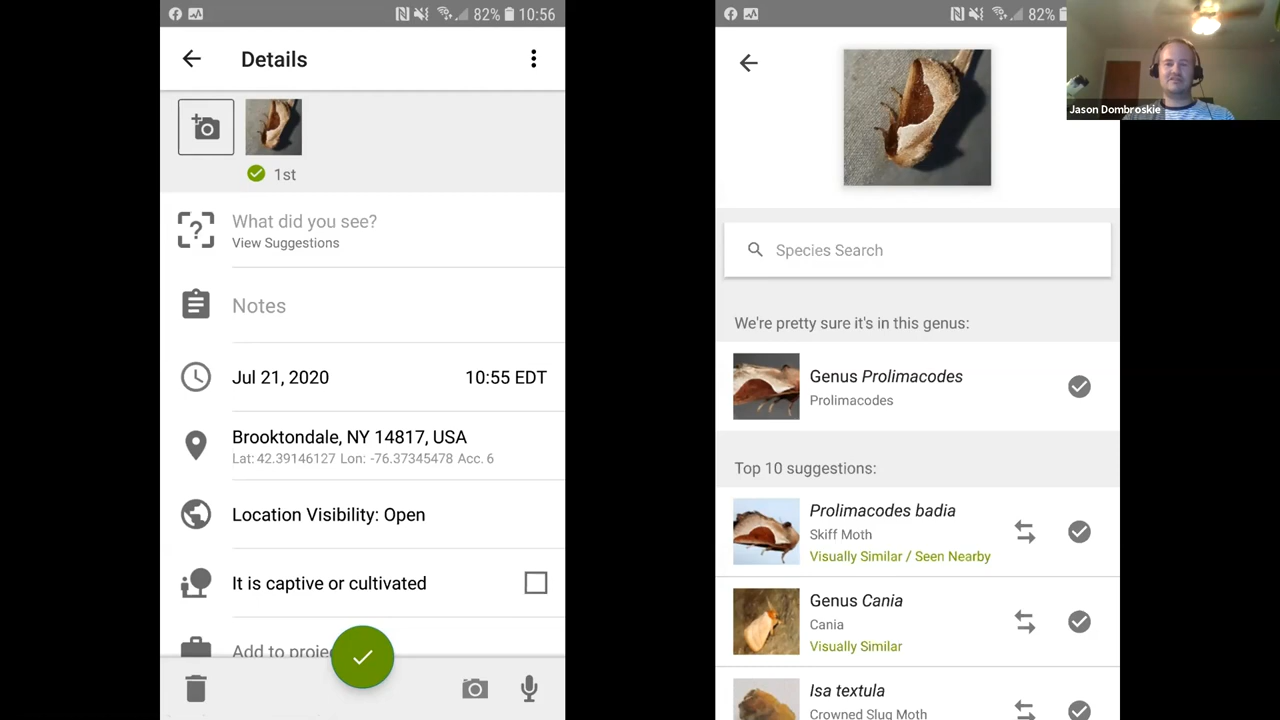 82% 10:56
Details
1st
What did you see?
View Suggestions
Notes
Jul 21, 2020 10:55 EDT
Brooktondale, NY 14817, USA
Lat: 42.39146127 Lon: -76.37345478 Acc. 6
Location Visibility: Open
It is captive or cultivated
Add to proje
82%
Species Search
We're pretty sure it's in this genus:
Genus Prolimacodes
Prolimacodes
Top 10 suggestions:
Prolimacodes badia
Skiff Moth
Visually Similar / Seen Nearby
Genus Cania
Cania
Visually Similar
Isa textula
Crowned Slug Moth
Jason Dombroskie